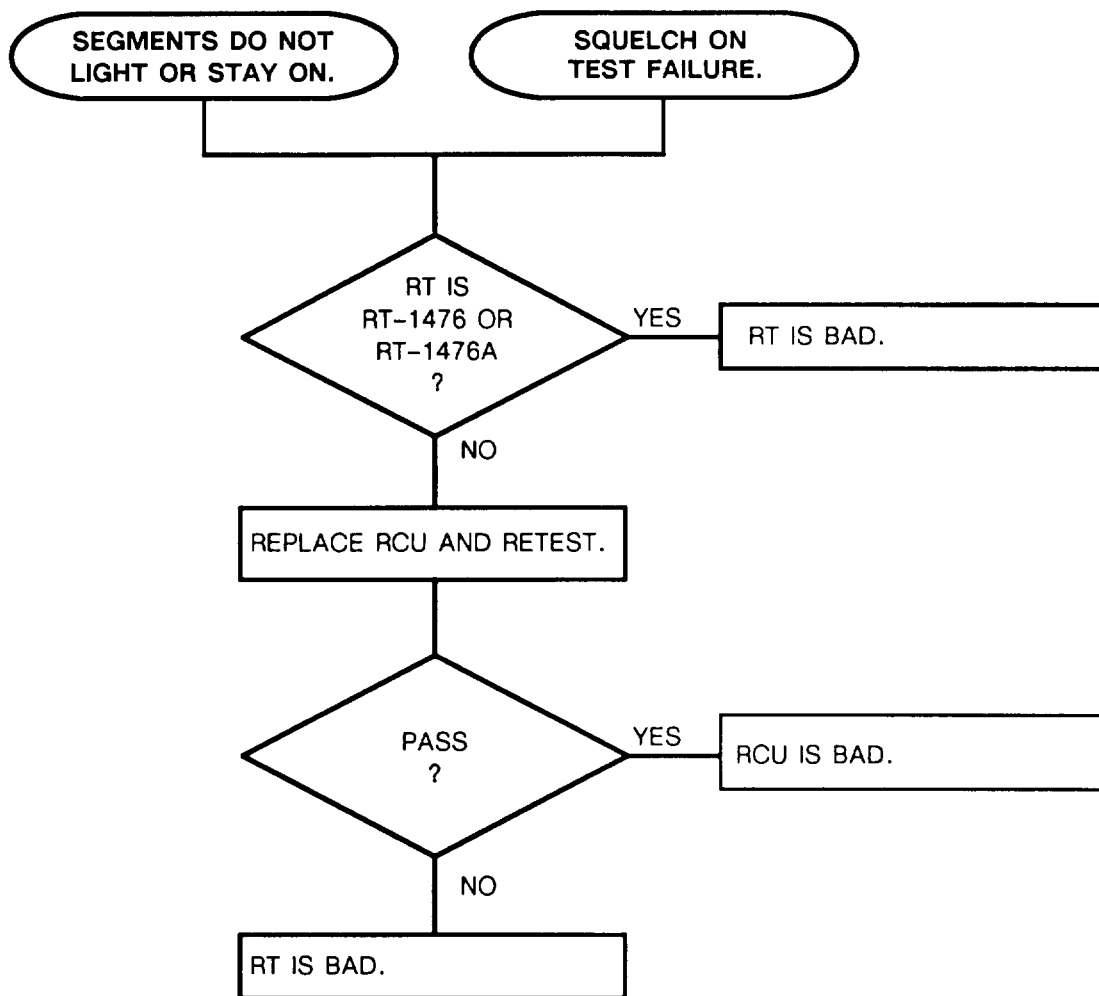 SEGMENTS DO NOT
LIGHT OR STAY ON.
SQUELCH ON
TEST FAILURE.
RT IS
RT-1476 OR
RT-1476A
?
YES
RT IS BAD.
NO
REPLACE RCU AND RETEST.
PASS
?
YES
RCU IS BAD.
NO
RT IS BAD.